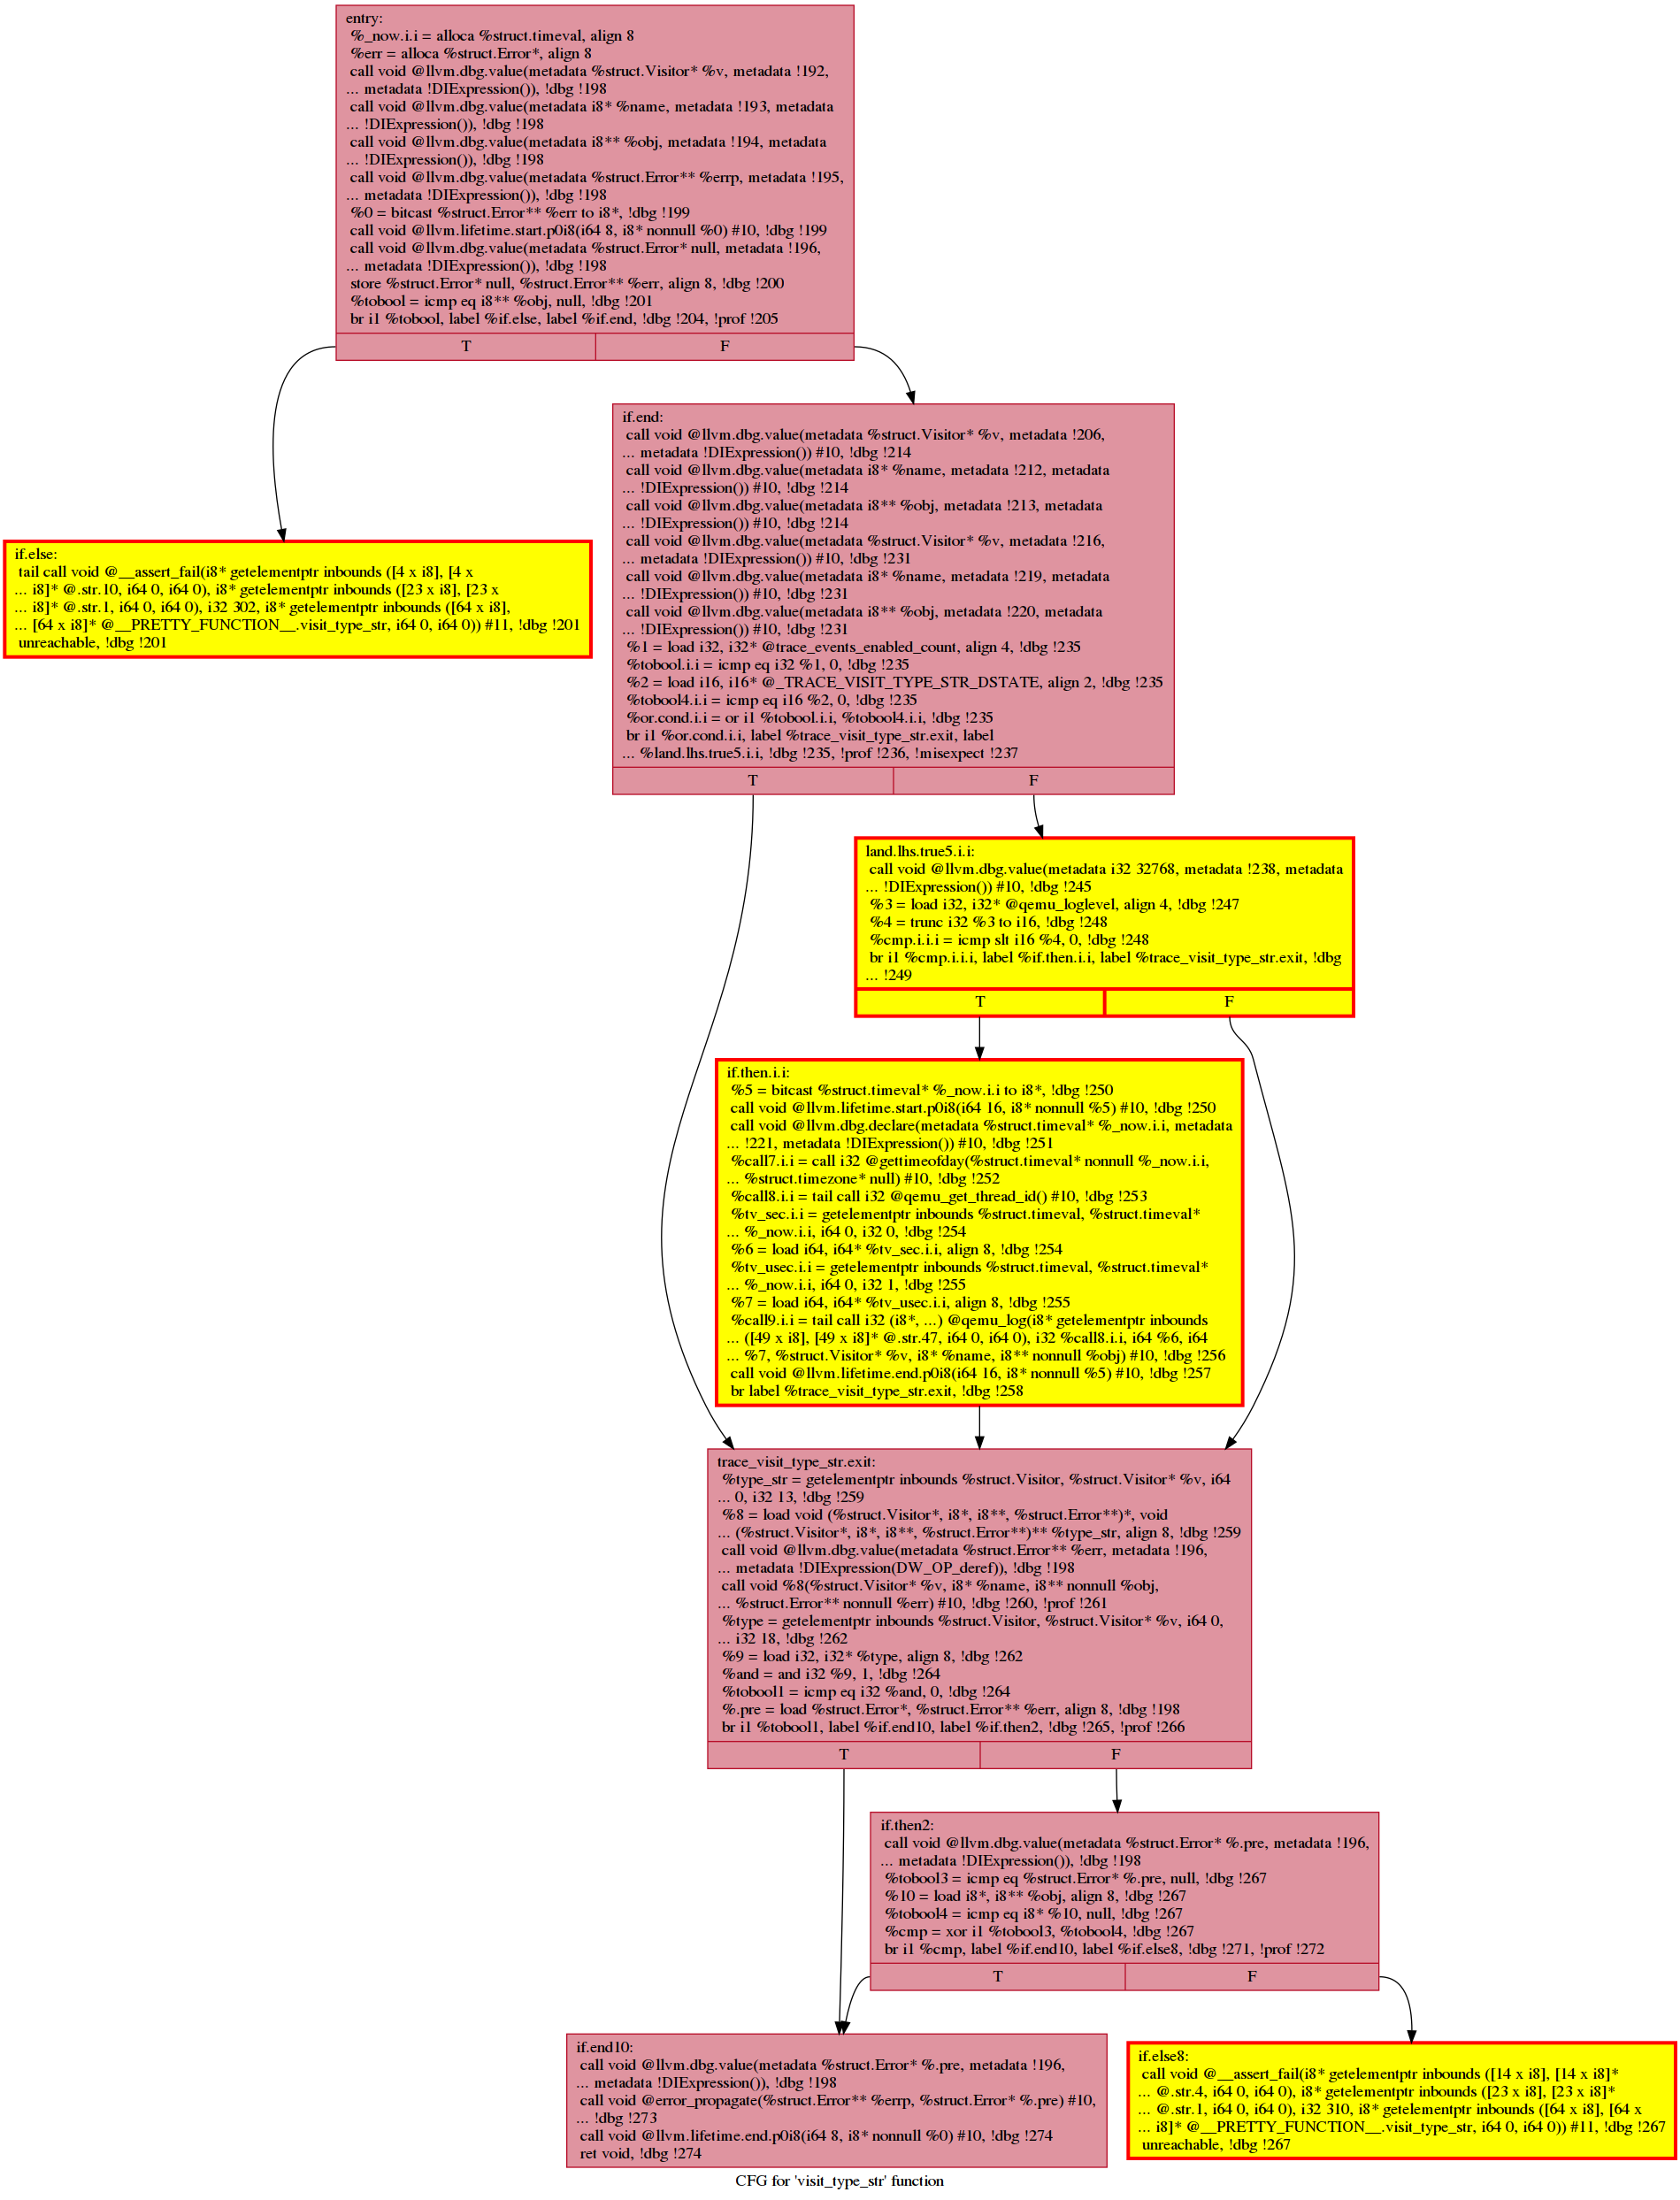 entry:
%_now.i.i = alloca %struct.timeval, align 8
%err = alloca %struct.Error*, align 8
call void @llvm.dbg.value(metadata %struct.Visitor* %v, metadata !192,
... metadata !DIExpression()), !dbg !198
call void @llvm.dbg.value(metadata i8* %name, metadata !193, metadata
... !DIExpression()), !dbg !198
call void @llvm.dbg.value(metadata i8** %obj, metadata !194, metadata
... !DIExpression()), !dbg !198
call void @llvm.dbg.value(metadata %struct.Error** %errp, metadata !195,
... metadata !DIExpression()), !dbg !198
%0 = bitcast %struct.Error** %err to i8*, !dbg !199
call void @llvm.lifetime.start.p0i8(i64 8, i8* nonnull %0) #10, !dbg !199
call void @llvm.dbg.value(metadata %struct.Error* null, metadata !196,
... metadata !DIExpression()), !dbg !198
store %struct.Error* null, %struct.Error** %err, align 8, !dbg !200
%tobool = icmp eq i8** %obj, null, !dbg !201
br i1 %tobool, label %if.else, label %if.end, !dbg !204, !prof !205
T F
if.end:
call void @llvm.dbg.value(metadata %struct.Visitor* %v, metadata !206,
... metadata !DIExpression()) #10, !dbg !214
call void @llvm.dbg.value(metadata i8* %name, metadata !212, metadata
... !DIExpression()) #10, !dbg !214
call void @llvm.dbg.value(metadata i8** %obj, metadata !213, metadata
... !DIExpression()) #10, !dbg !214
call void @llvm.dbg.value(metadata %struct.Visitor* %v, metadata !216,
... metadata !DIExpression()) #10, !dbg !231
call void @llvm.dbg.value(metadata i8* %name, metadata !219, metadata
... !DIExpression()) #10, !dbg !231
call void @llvm.dbg.value(metadata i8** %obj, metadata !220, metadata
... !DIExpression()) #10, !dbg !231
%1 = load i32, i32* @trace_events_enabled_count, align 4, !dbg !235
%tobool.i.i = icmp eq i32 %1, 0, !dbg !235
%2 = load i16, i16* @_TRACE_VISIT_TYPE_STR_DSTATE, align 2, !dbg !235
%tobool4.i.i = icmp eq i16 %2, 0, !dbg !235
%or.cond.i.i = or i1 %tobool.i.i, %tobool4.i.i, !dbg !235
br i1 %or.cond.i.i, label %trace_visit_type_str.exit, label
... %land.lhs.true5.i.i, !dbg !235, !prof !236, !misexpect !237
T F
if.else:
tail call void @__assert_fail(i8* getelementptr inbounds ([4 x i8], [4 x
... i8]* @.str.10, i64 0, i64 0), i8* getelementptr inbounds ([23 x i8], [23 x
... i8]* @.str.1, i64 0, i64 0), i32 302, i8* getelementptr inbounds ([64 x i8],
... [64 x i8]* @__PRETTY_FUNCTION__.visit_type_str, i64 0, i64 0)) #11, !dbg !201
unreachable, !dbg !201
land.lhs.true5.i.i:
call void @llvm.dbg.value(metadata i32 32768, metadata !238, metadata
... !DIExpression()) #10, !dbg !245
%3 = load i32, i32* @qemu_loglevel, align 4, !dbg !247
%4 = trunc i32 %3 to i16, !dbg !248
%cmp.i.i.i = icmp slt i16 %4, 0, !dbg !248
br i1 %cmp.i.i.i, label %if.then.i.i, label %trace_visit_type_str.exit, !dbg
... !249
T F
if.then.i.i:
%5 = bitcast %struct.timeval* %_now.i.i to i8*, !dbg !250
call void @llvm.lifetime.start.p0i8(i64 16, i8* nonnull %5) #10, !dbg !250
call void @llvm.dbg.declare(metadata %struct.timeval* %_now.i.i, metadata
... !221, metadata !DIExpression()) #10, !dbg !251
%call7.i.i = call i32 @gettimeofday(%struct.timeval* nonnull %_now.i.i,
... %struct.timezone* null) #10, !dbg !252
%call8.i.i = tail call i32 @qemu_get_thread_id() #10, !dbg !253
%tv_sec.i.i = getelementptr inbounds %struct.timeval, %struct.timeval*
... %_now.i.i, i64 0, i32 0, !dbg !254
%6 = load i64, i64* %tv_sec.i.i, align 8, !dbg !254
%tv_usec.i.i = getelementptr inbounds %struct.timeval, %struct.timeval*
... %_now.i.i, i64 0, i32 1, !dbg !255
%7 = load i64, i64* %tv_usec.i.i, align 8, !dbg !255
%call9.i.i = tail call i32 (i8*, ...) @qemu_log(i8* getelementptr inbounds
... ([49 x i8], [49 x i8]* @.str.47, i64 0, i64 0), i32 %call8.i.i, i64 %6, i64
... %7, %struct.Visitor* %v, i8* %name, i8** nonnull %obj) #10, !dbg !256
call void @llvm.lifetime.end.p0i8(i64 16, i8* nonnull %5) #10, !dbg !257
br label %trace_visit_type_str.exit, !dbg !258
trace_visit_type_str.exit:
%type_str = getelementptr inbounds %struct.Visitor, %struct.Visitor* %v, i64
... 0, i32 13, !dbg !259
%8 = load void (%struct.Visitor*, i8*, i8**, %struct.Error**)*, void
... (%struct.Visitor*, i8*, i8**, %struct.Error**)** %type_str, align 8, !dbg !259
call void @llvm.dbg.value(metadata %struct.Error** %err, metadata !196,
... metadata !DIExpression(DW_OP_deref)), !dbg !198
call void %8(%struct.Visitor* %v, i8* %name, i8** nonnull %obj,
... %struct.Error** nonnull %err) #10, !dbg !260, !prof !261
%type = getelementptr inbounds %struct.Visitor, %struct.Visitor* %v, i64 0,
... i32 18, !dbg !262
%9 = load i32, i32* %type, align 8, !dbg !262
%and = and i32 %9, 1, !dbg !264
%tobool1 = icmp eq i32 %and, 0, !dbg !264
%.pre = load %struct.Error*, %struct.Error** %err, align 8, !dbg !198
br i1 %tobool1, label %if.end10, label %if.then2, !dbg !265, !prof !266
T F
if.then2:
call void @llvm.dbg.value(metadata %struct.Error* %.pre, metadata !196,
... metadata !DIExpression()), !dbg !198
%tobool3 = icmp eq %struct.Error* %.pre, null, !dbg !267
%10 = load i8*, i8** %obj, align 8, !dbg !267
%tobool4 = icmp eq i8* %10, null, !dbg !267
%cmp = xor i1 %tobool3, %tobool4, !dbg !267
br i1 %cmp, label %if.end10, label %if.else8, !dbg !271, !prof !272
T F
if.end10:
call void @llvm.dbg.value(metadata %struct.Error* %.pre, metadata !196,
... metadata !DIExpression()), !dbg !198
call void @error_propagate(%struct.Error** %errp, %struct.Error* %.pre) #10,
... !dbg !273
call void @llvm.lifetime.end.p0i8(i64 8, i8* nonnull %0) #10, !dbg !274
ret void, !dbg !274
if.else8:
call void @__assert_fail(i8* getelementptr inbounds ([14 x i8], [14 x i8]*
... @.str.4, i64 0, i64 0), i8* getelementptr inbounds ([23 x i8], [23 x i8]*
... @.str.1, i64 0, i64 0), i32 310, i8* getelementptr inbounds ([64 x i8], [64 x
... i8]* @__PRETTY_FUNCTION__.visit_type_str, i64 0, i64 0)) #11, !dbg !267
unreachable, !dbg !267
CFG for 'visit_type_str' function